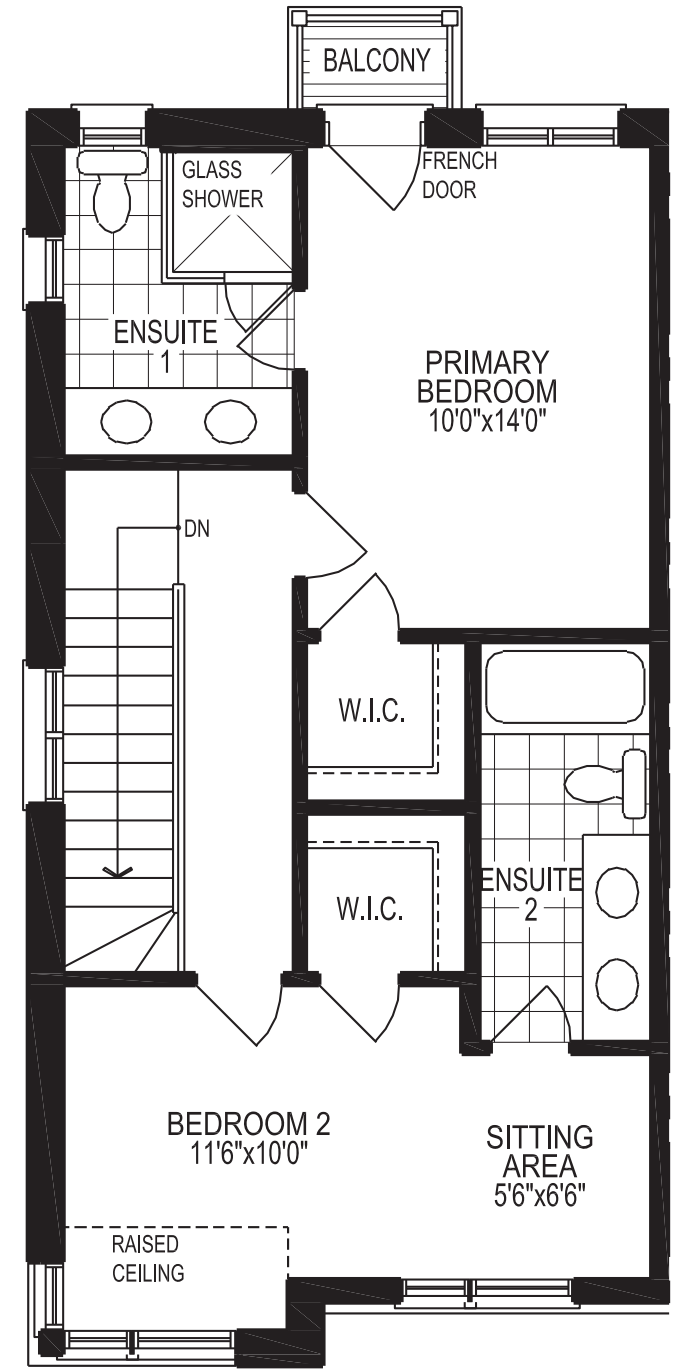 BALCONY
FRENCH
DOOR
GLASS
SHOWER
ENSUITE
1
PRIMARY
BEDROOM
10'0"x14'0"
DN
W.I.C.
W.I.C.
ENSUITE
2
BEDROOM 2
11'6"x10'0"
SITTING
AREA
5'6"x6'6"
RAISED
CEILING